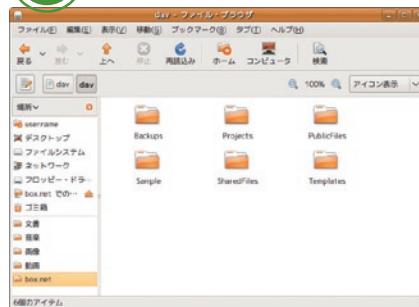 dav - ファイル・ブラウザ
ファイル(F) 編集(E) 表示(V) 移動(G) ブックマーク(B) タブ(T) ヘルプ(H)
戻る 進む 上へ 停止 再読込み ホーム コンピュータ 検索
dav dav 100% アイコン表示
場所
username
デスクトップ
ファイルシステム
ネットワーク
フロッピー・ドラ…
box.net での…
ゴミ箱
文書
音楽
画像
動画
box.net
Backups Projects PublicFiles
Sample SharedFiles Templates
6個のアイテム